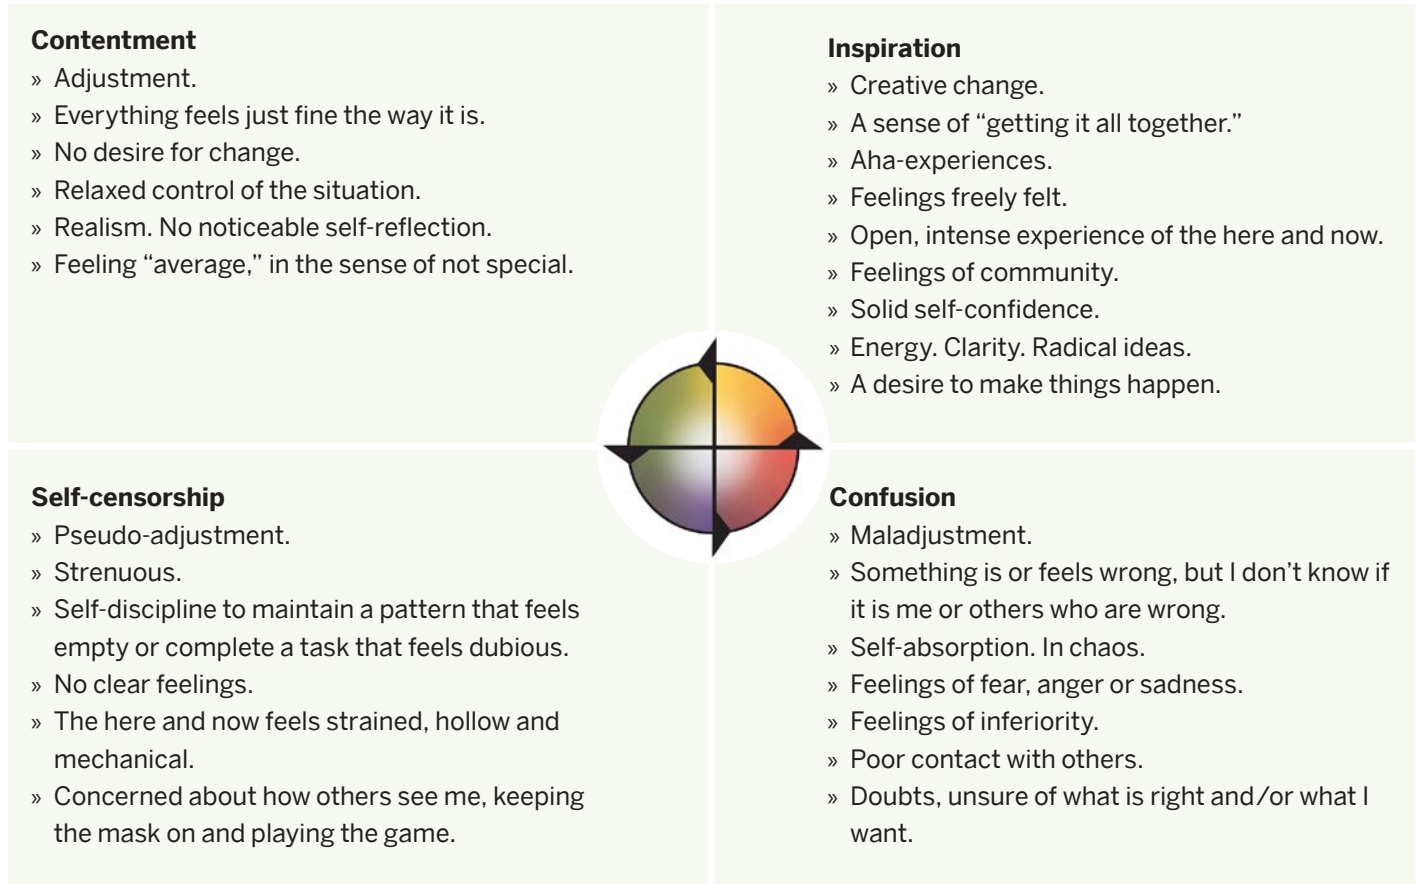 Contentment
» Adjustment.
» Everything feels just fine the way it is.
» No desire for change.
» Relaxed control of the situation.
» Realism. No noticeable self-reflection.
» Feeling “average,” in the sense of not special.
Inspiration
» Creative change.
» A sense of “getting it all together.”
» Aha-experiences.
» Feelings freely felt.
» Open, intense experience of the here and now.
» Feelings of community.
» Solid self-confidence.
» Energy. Clarity. Radical ideas.
» A desire to make things happen.
Self-censorship
» Pseudo-adjustment.
» Strenuous.
» Self-discipline to maintain a pattern that feels
empty or complete a task that feels dubious.
» No clear feelings.
» The here and now feels strained, hollow and
mechanical.
» Concerned about how others see me, keeping
the mask on and playing the game.
Confusion
» Maladjustment.
» Something is or feels wrong, but I don’t know if
it is me or others who are wrong.
» Self-absorption. In chaos.
» Feelings of fear, anger or sadness.
» Feelings of inferiority.
» Poor contact with others.
» Doubts, unsure of what is right and/or what I
want.